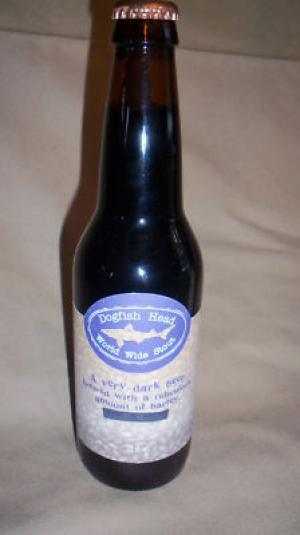 Dogfish Head
World Wide Stout
A very dark beer
brewed with a ridiculous
amount of barley.